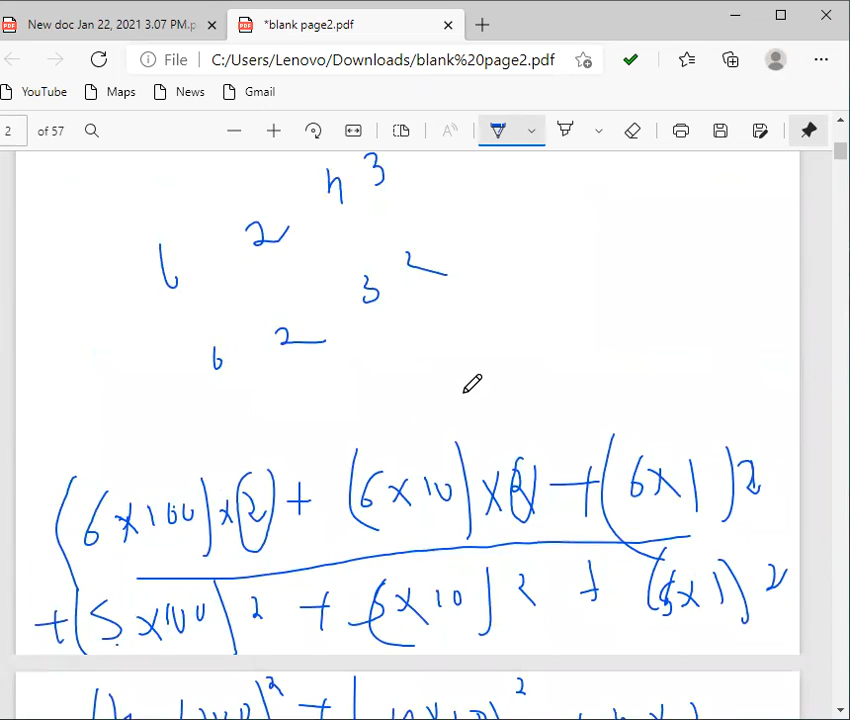 New doc Jan 22, 2021 3.07 PM.p
*blank page2.pdf
File C:/Users/Lenovo/Downloads/blank%20page2.pdf
YouTube Maps News Gmail
2 of 57
n 3
2
6
3 2
6 2
(6×100)×(2) + (6×10)×(2) + (6×1)2
+(5×100)2 + (5×10)2 + (5×1)2